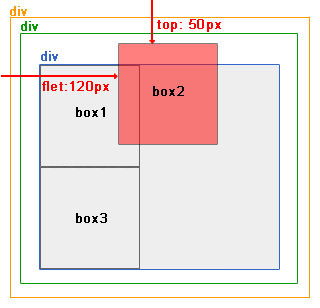 div
top: 50px
div
div
flet:120px
box2
box1
box3